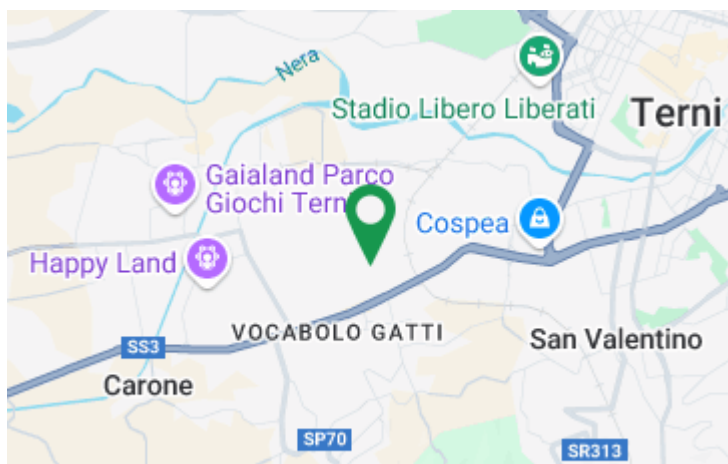 Nera
Stadio Libero Liberati
Terni
Gaialand Parco
Giochi Terni
Cospea
Happy Land
VOCABOLO GATTI
San Valentino
SS3
Carone
SP70
SR313